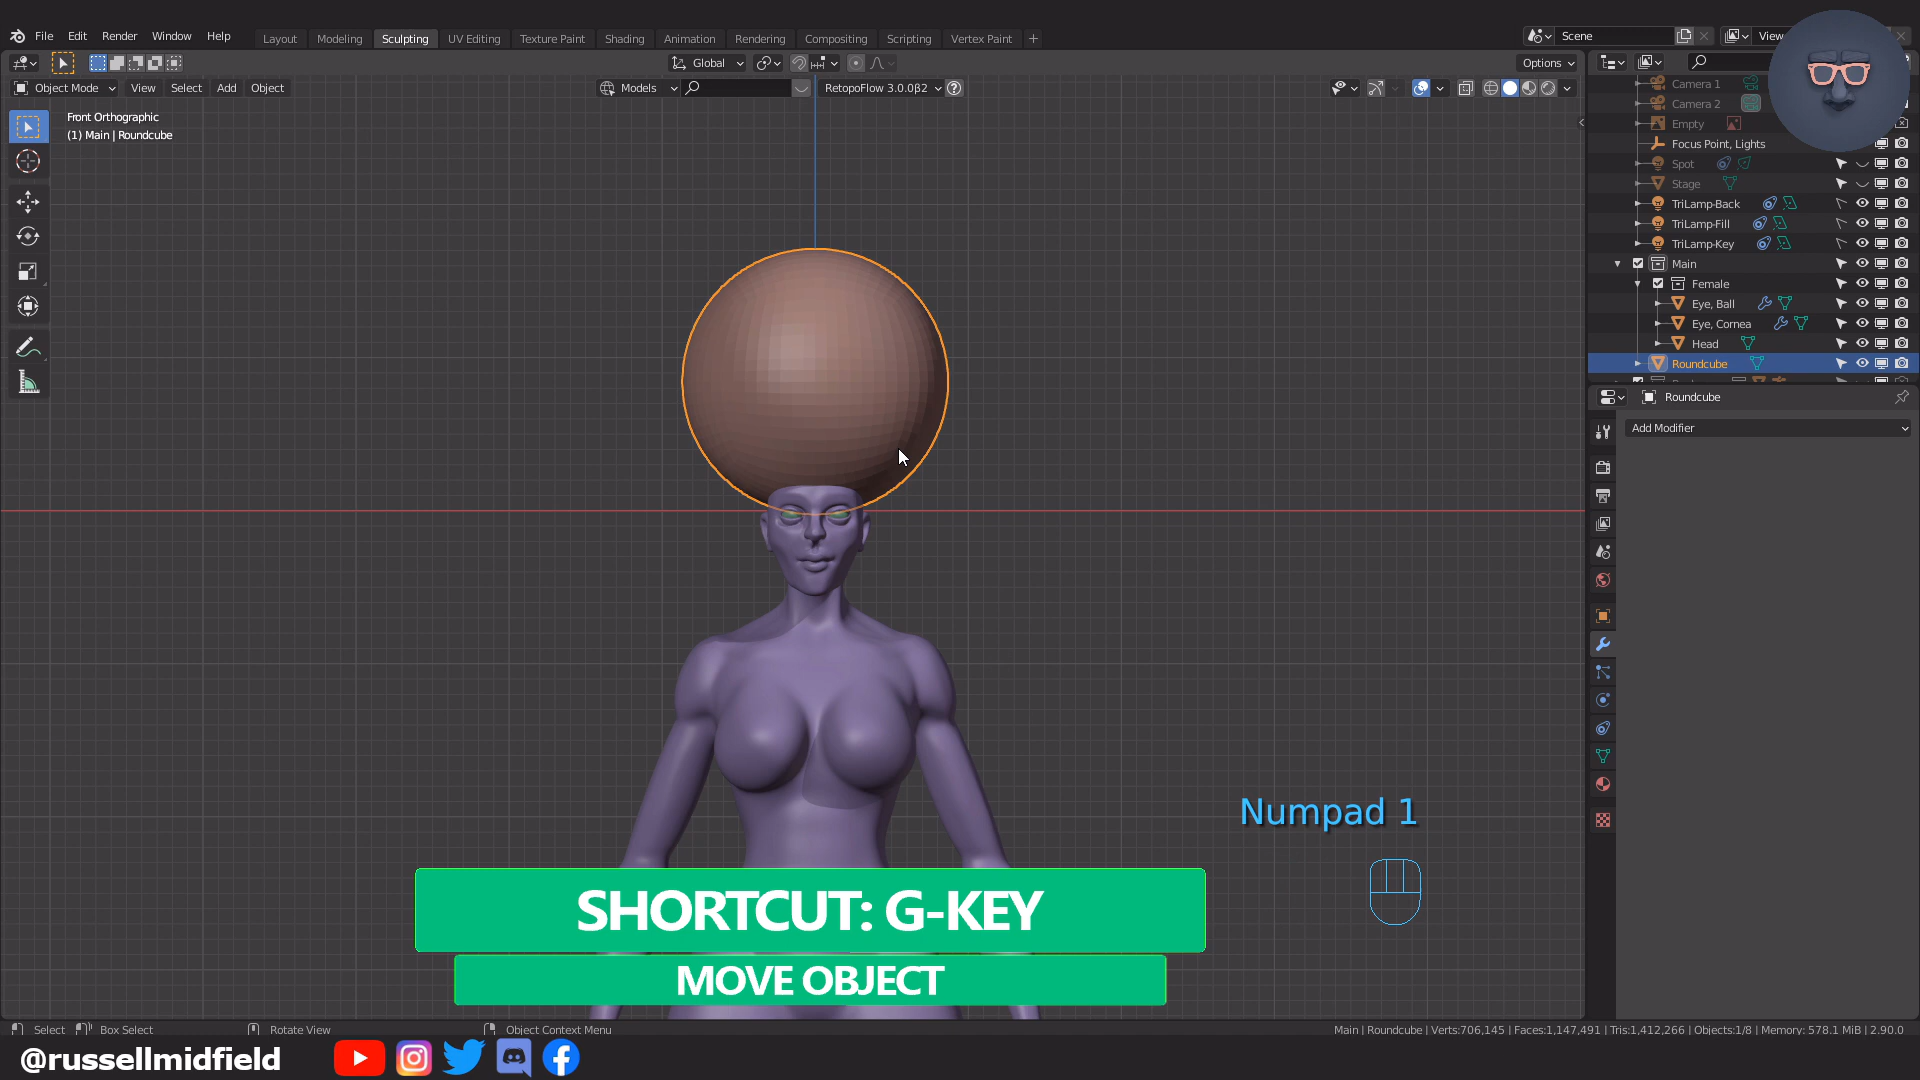 File Edit Render Window Help
Layout Modeling Sculpting UV Editing Texture Paint Shading Animation Rendering Compositing Scripting Vertex Paint +
Scene
View
Global
Options
Object Mode View Select Add Object
Models
RetopoFlow 3.0.0β2
Front Orthographic
(1) Main | Roundcube
Camera 1
Camera 2
Empty
Focus Point, Lights
Spot
Stage
TriLamp-Back
TriLamp-Fill
TriLamp-Key
Main
Female
Eye, Ball
Eye, Cornea
Head
Roundcube
Roundcube
Add Modifier
Numpad 1
SHORTCUT: G-KEY
MOVE OBJECT
Select Box Select Rotate View Object Context Menu
Main | Roundcube | Verts:706,145 | Faces:1,147,491 | Tris:1,412,266 | Objects:1/8 | Memory: 578.1 MiB | 2.90.0
@russellmidfield